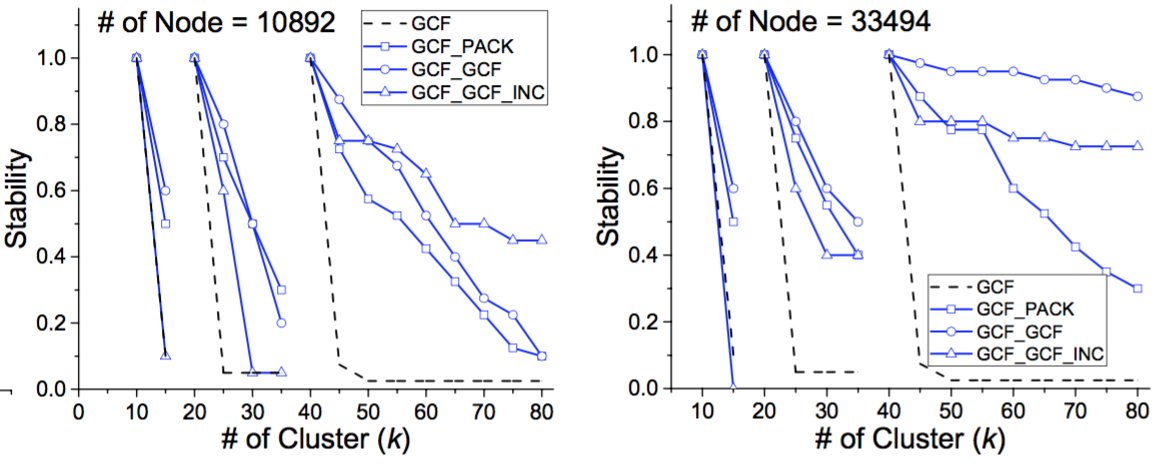 # of Node = 10892
GCF
GCF_PACK
GCF_GCF
GCF_GCF_INC
Stability
1.0
0.8
0.6
0.4
0.2
0.0
0 10 20 30 40 50 60 70 80
# of Cluster (k)
# of Node = 33494
Stability
1.0
0.8
0.6
0.4
0.2
0.0
GCF
GCF_PACK
GCF_GCF
GCF_GCF_INC
10 20 30 40 50 60 70 80
# of Cluster (k)